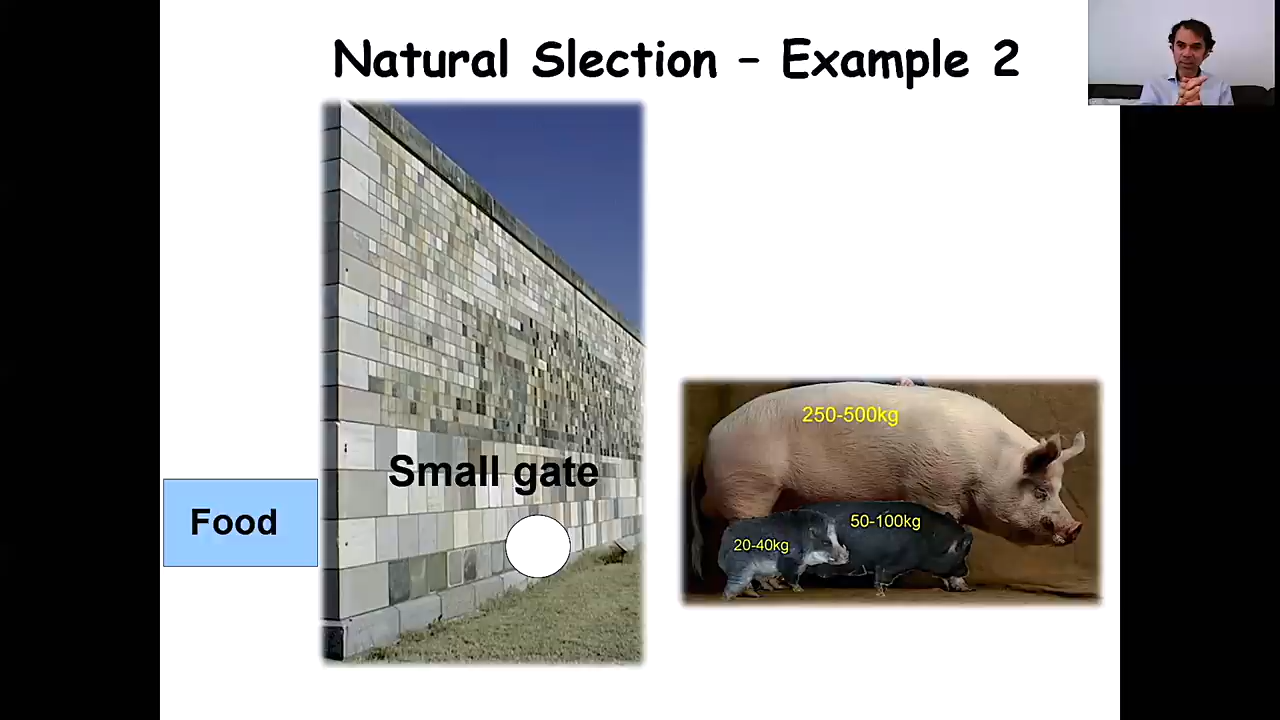 Natural Slection – Example 2
250-500kg
Small gate
Food
50-100kg
20-40kg